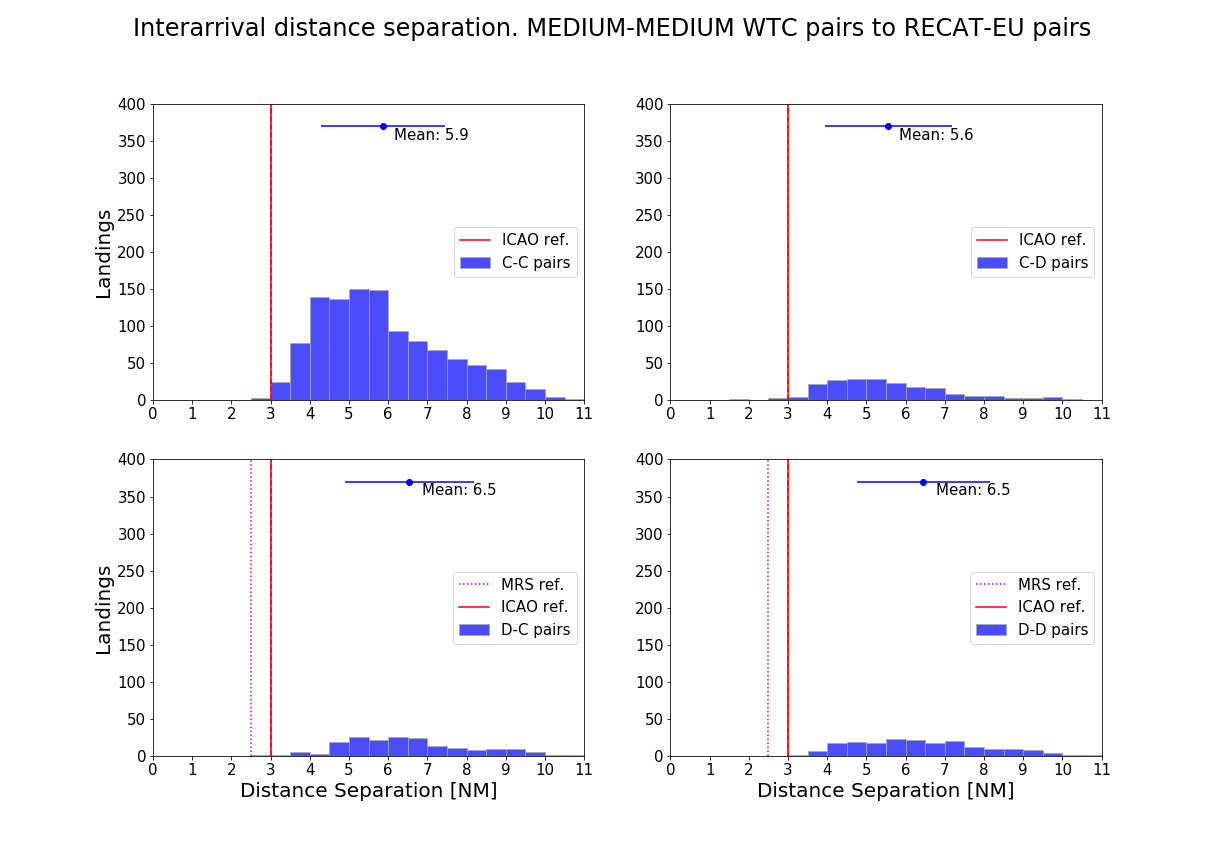 Interarrival distance separation. MEDIUM-MEDIUM WTC pairs to RECAT-EU pairs
400
350
300
250
200
150
100
50
0
Landings
Mean: 5.9
ICAO ref.
C-C pairs
0 1 2 3 4 5 6 7 8 9 10 11
400
350
300
250
200
150
100
50
0
Mean: 5.6
ICAO ref.
C-D pairs
0 1 2 3 4 5 6 7 8 9 10 11
400
350
300
250
200
150
100
50
0
Landings
Mean: 6.5
MRS ref.
ICAO ref.
D-C pairs
0 1 2 3 4 5 6 7 8 9 10 11
Distance Separation [NM]
400
350
300
250
200
150
100
50
0
Mean: 6.5
MRS ref.
ICAO ref.
D-D pairs
0 1 2 3 4 5 6 7 8 9 10 11
Distance Separation [NM]